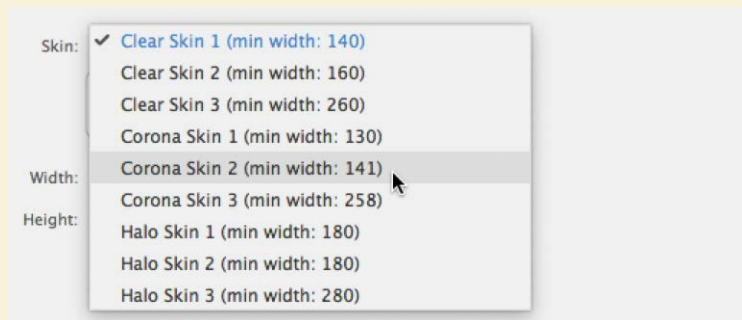 Skin:
✔ Clear Skin 1 (min width: 140)
Clear Skin 2 (min width: 160)
Clear Skin 3 (min width: 260)
Corona Skin 1 (min width: 130)
Corona Skin 2 (min width: 141)
Width:
Corona Skin 3 (min width: 258)
Height:
Halo Skin 1 (min width: 180)
Halo Skin 2 (min width: 180)
Halo Skin 3 (min width: 280)